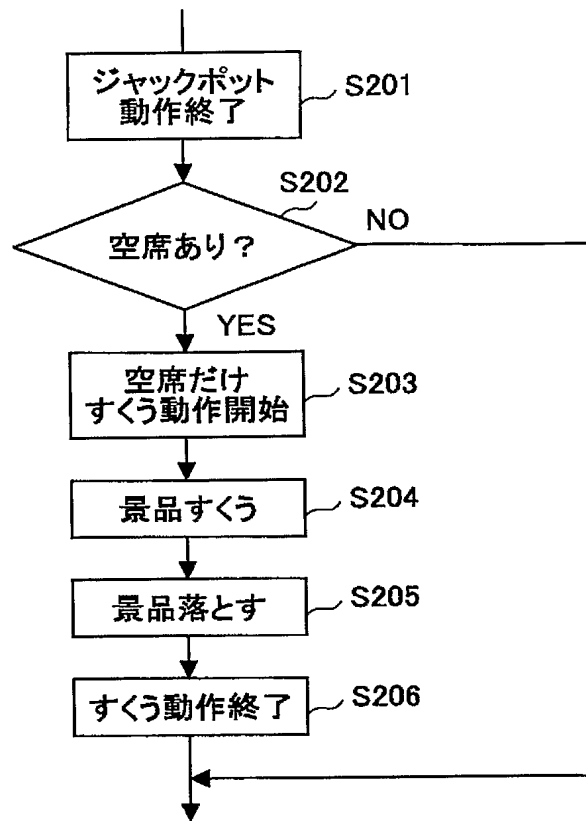 ジャックポット
動作終了
S201
S202
空席あり？
NO
YES
空席だけ
すくう動作開始
S203
景品すくう
S204
景品落とす
S205
すくう動作終了
S206